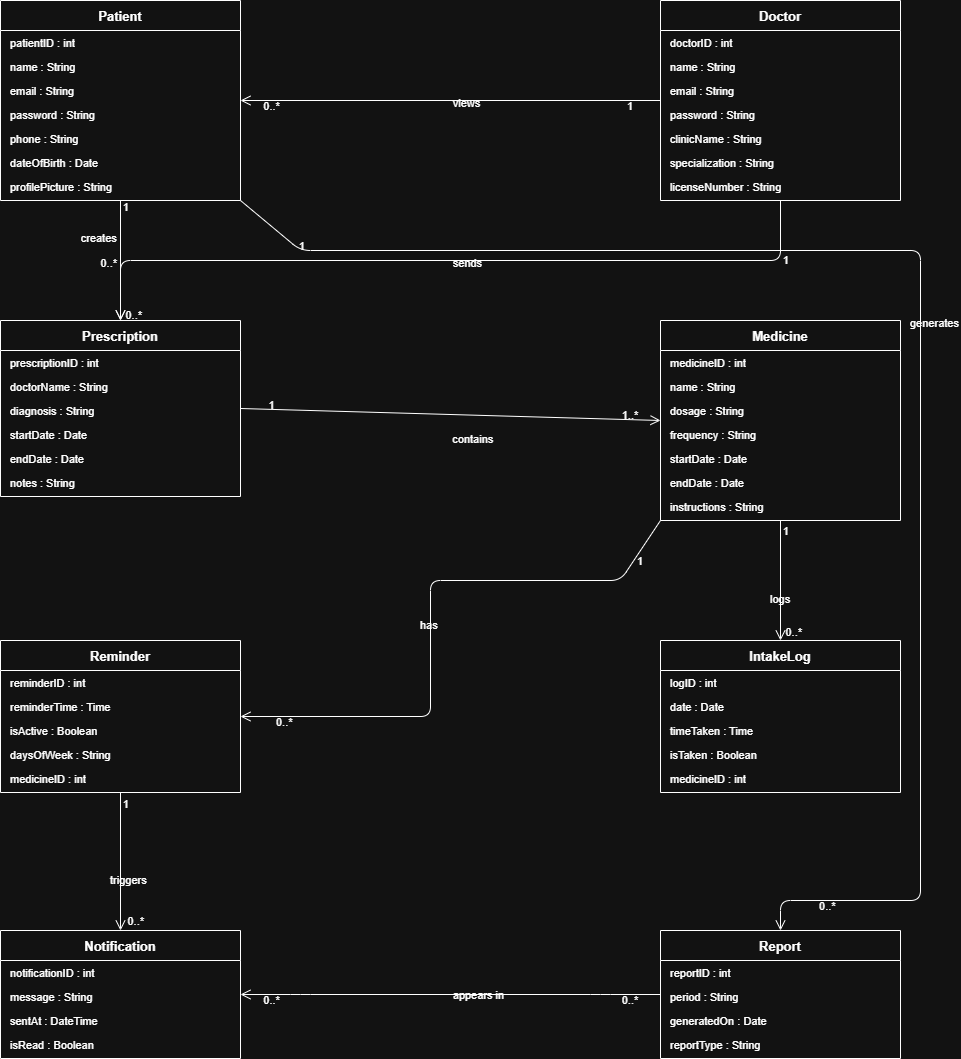 Patient
patientID : int
name : String
email : String
password : String
phone : String
dateOfBirth : Date
profilePicture : String
Doctor
doctorID : int
name : String
email : String
password : String
clinicName : String
specialization : String
licenseNumber : String
0..*
views
1
1
creates
0..*
0..*
1
sends
1
generates
Prescription
prescriptionID : int
doctorName : String
diagnosis : String
startDate : Date
endDate : Date
notes : String
1
contains
1..*
Medicine
medicineID : int
name : String
dosage : String
frequency : String
startDate : Date
endDate : Date
instructions : String
1
has
0..*
1
logs
0..*
Reminder
reminderID : int
reminderTime : Time
isActive : Boolean
daysOfWeek : String
medicineID : int
IntakeLog
logID : int
date : Date
timeTaken : Time
isTaken : Boolean
medicineID : int
1
triggers
0..*
0..*
Notification
notificationID : int
message : String
sentAt : DateTime
isRead : Boolean
0..*
appears in
0..*
Report
reportID : int
period : String
generatedOn : Date
reportType : String